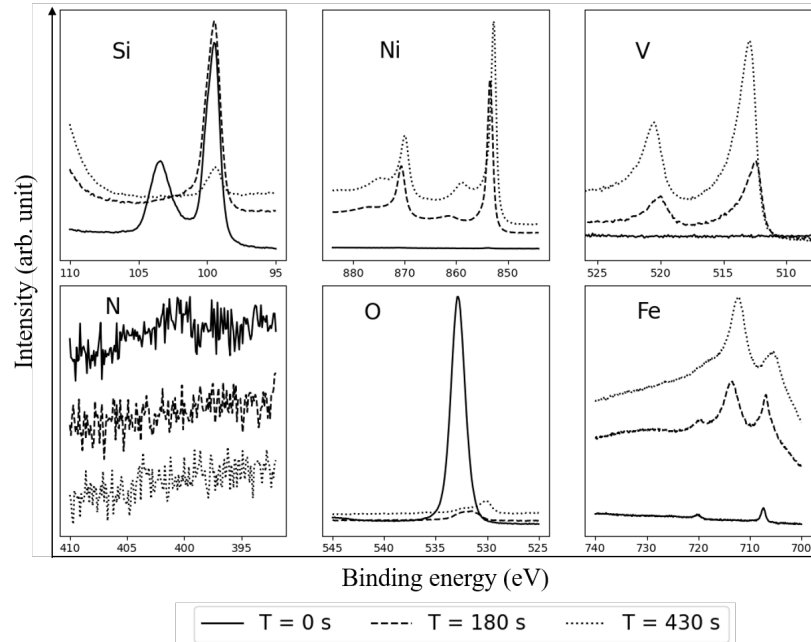 Intensity (arb. unit)
Si
110 105 100 95
Ni
880 870 860 850
V
525 520 515 510
N
410 405 400 395
O
545 540 535 530 525
Fe
740 730 720 710 700
Binding energy (eV)
T = 0 s T = 180 s T = 430 s